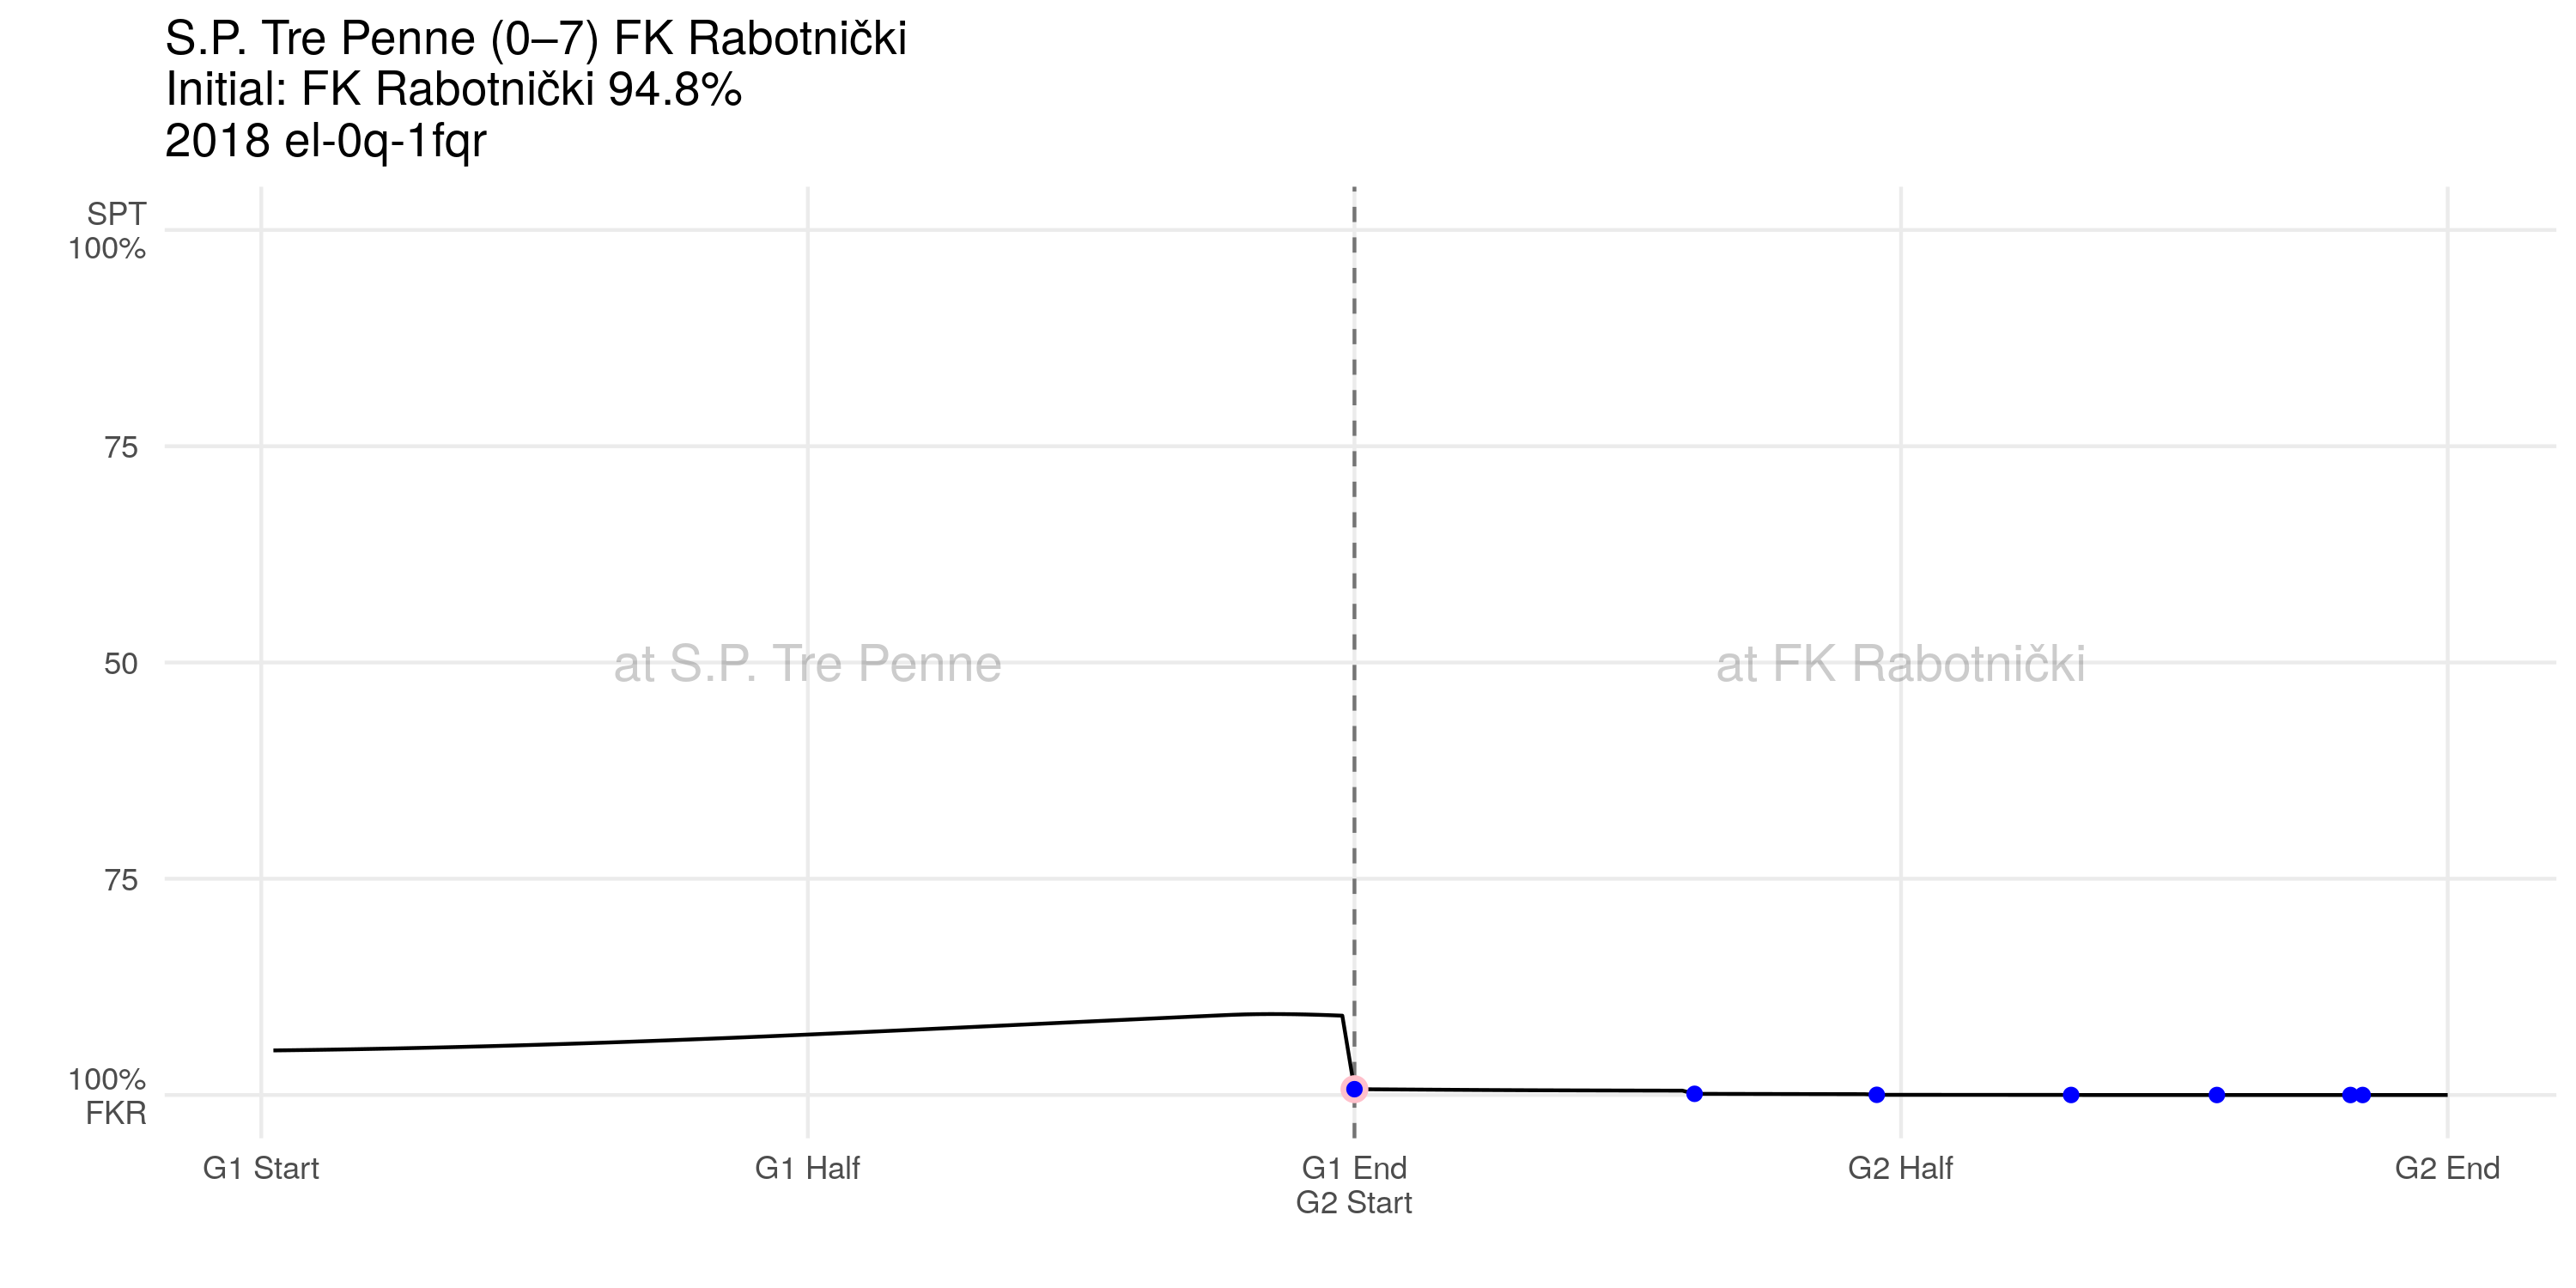 S.P. Tre Penne (0–7) FK Rabotnički
Initial: FK Rabotnički 94.8%
2018 el-0q-1fqr
SPT
100%
75
50
75
100%
FKR
at S.P. Tre Penne
at FK Rabotnički
G1 Start
G1 Half
G1 End
G2 Start
G2 Half
G2 End